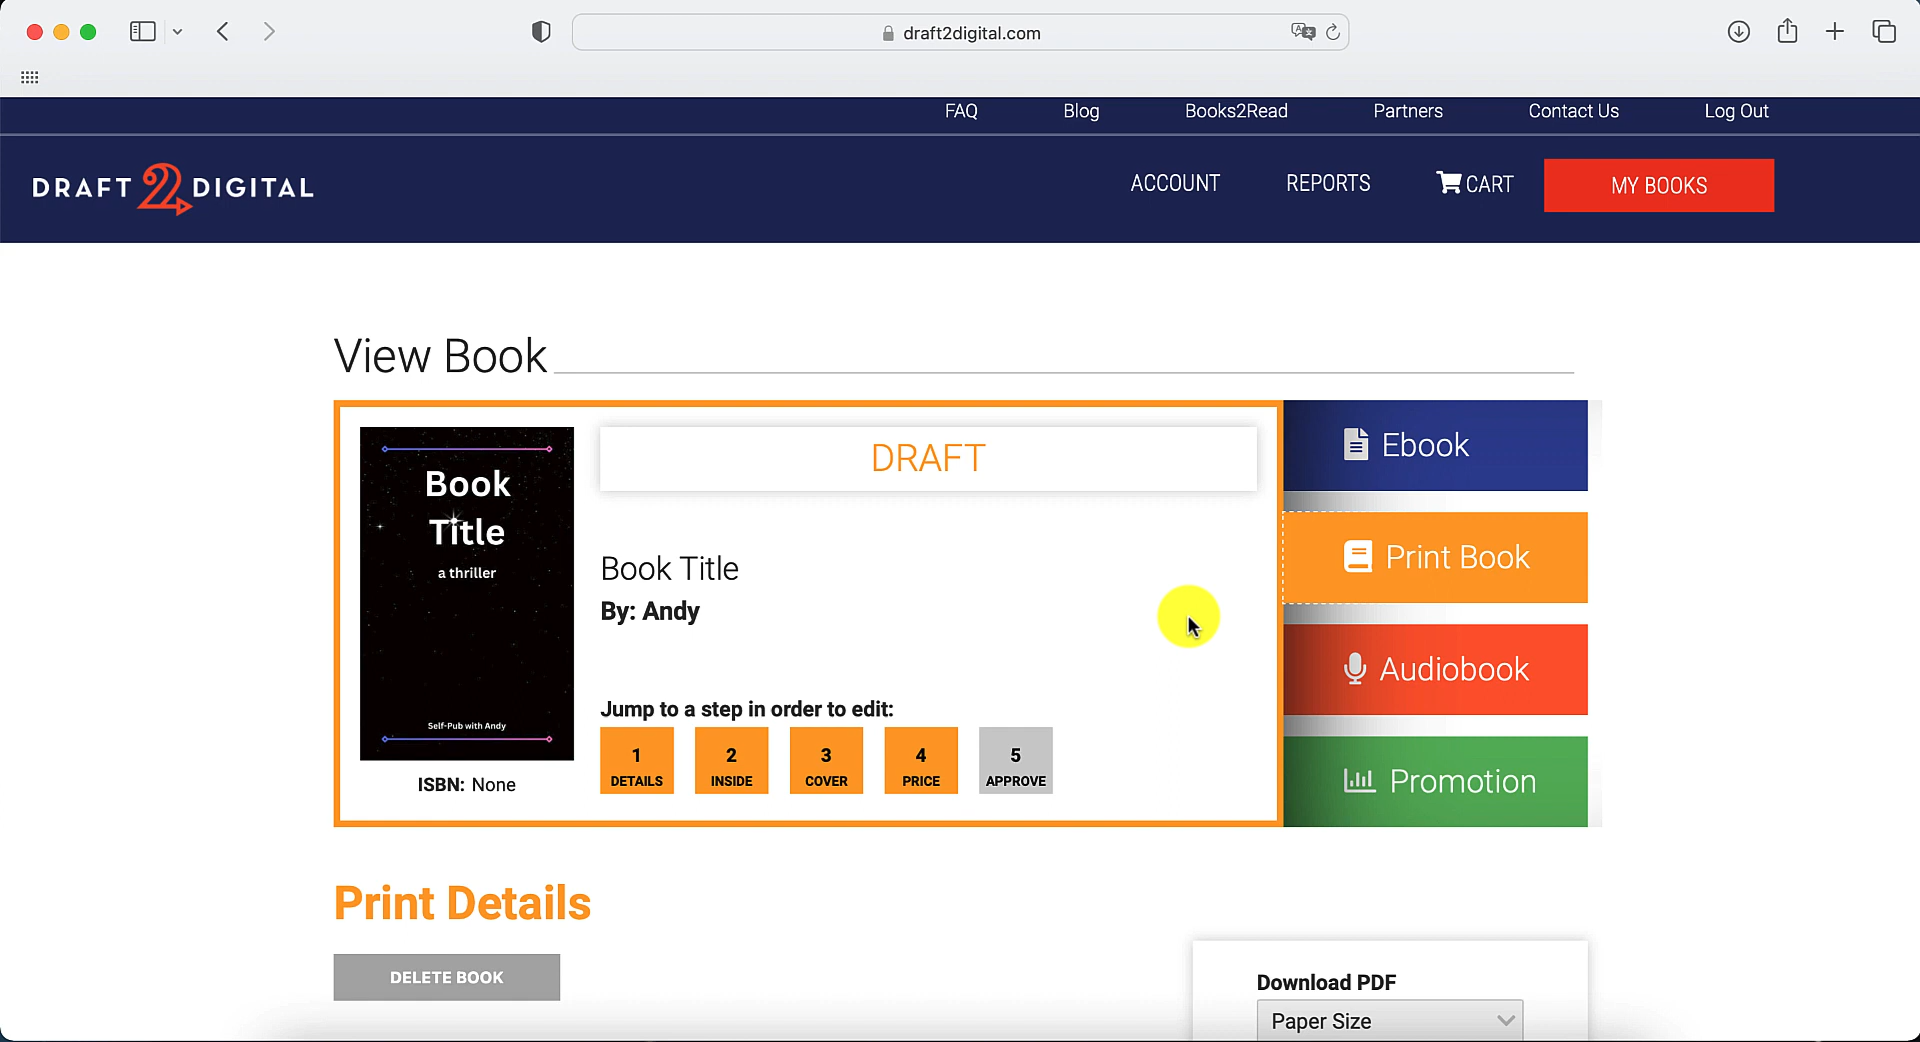 draft2digital.com
FAQ Blog Books2Read Partners Contact Us Log Out
DRAFT 2 DIGITAL
ACCOUNT REPORTS CART MY BOOKS
View Book
Book
Title
a thriller
Self-Pub with Andy
ISBN: None
DRAFT
Book Title
By: Andy
Jump to a step in order to edit:
1 2 3 4 5
DETAILS INSIDE COVER PRICE APPROVE
Ebook
Print Book
Audiobook
Promotion
Print Details
DELETE BOOK
Download PDF
Paper Size